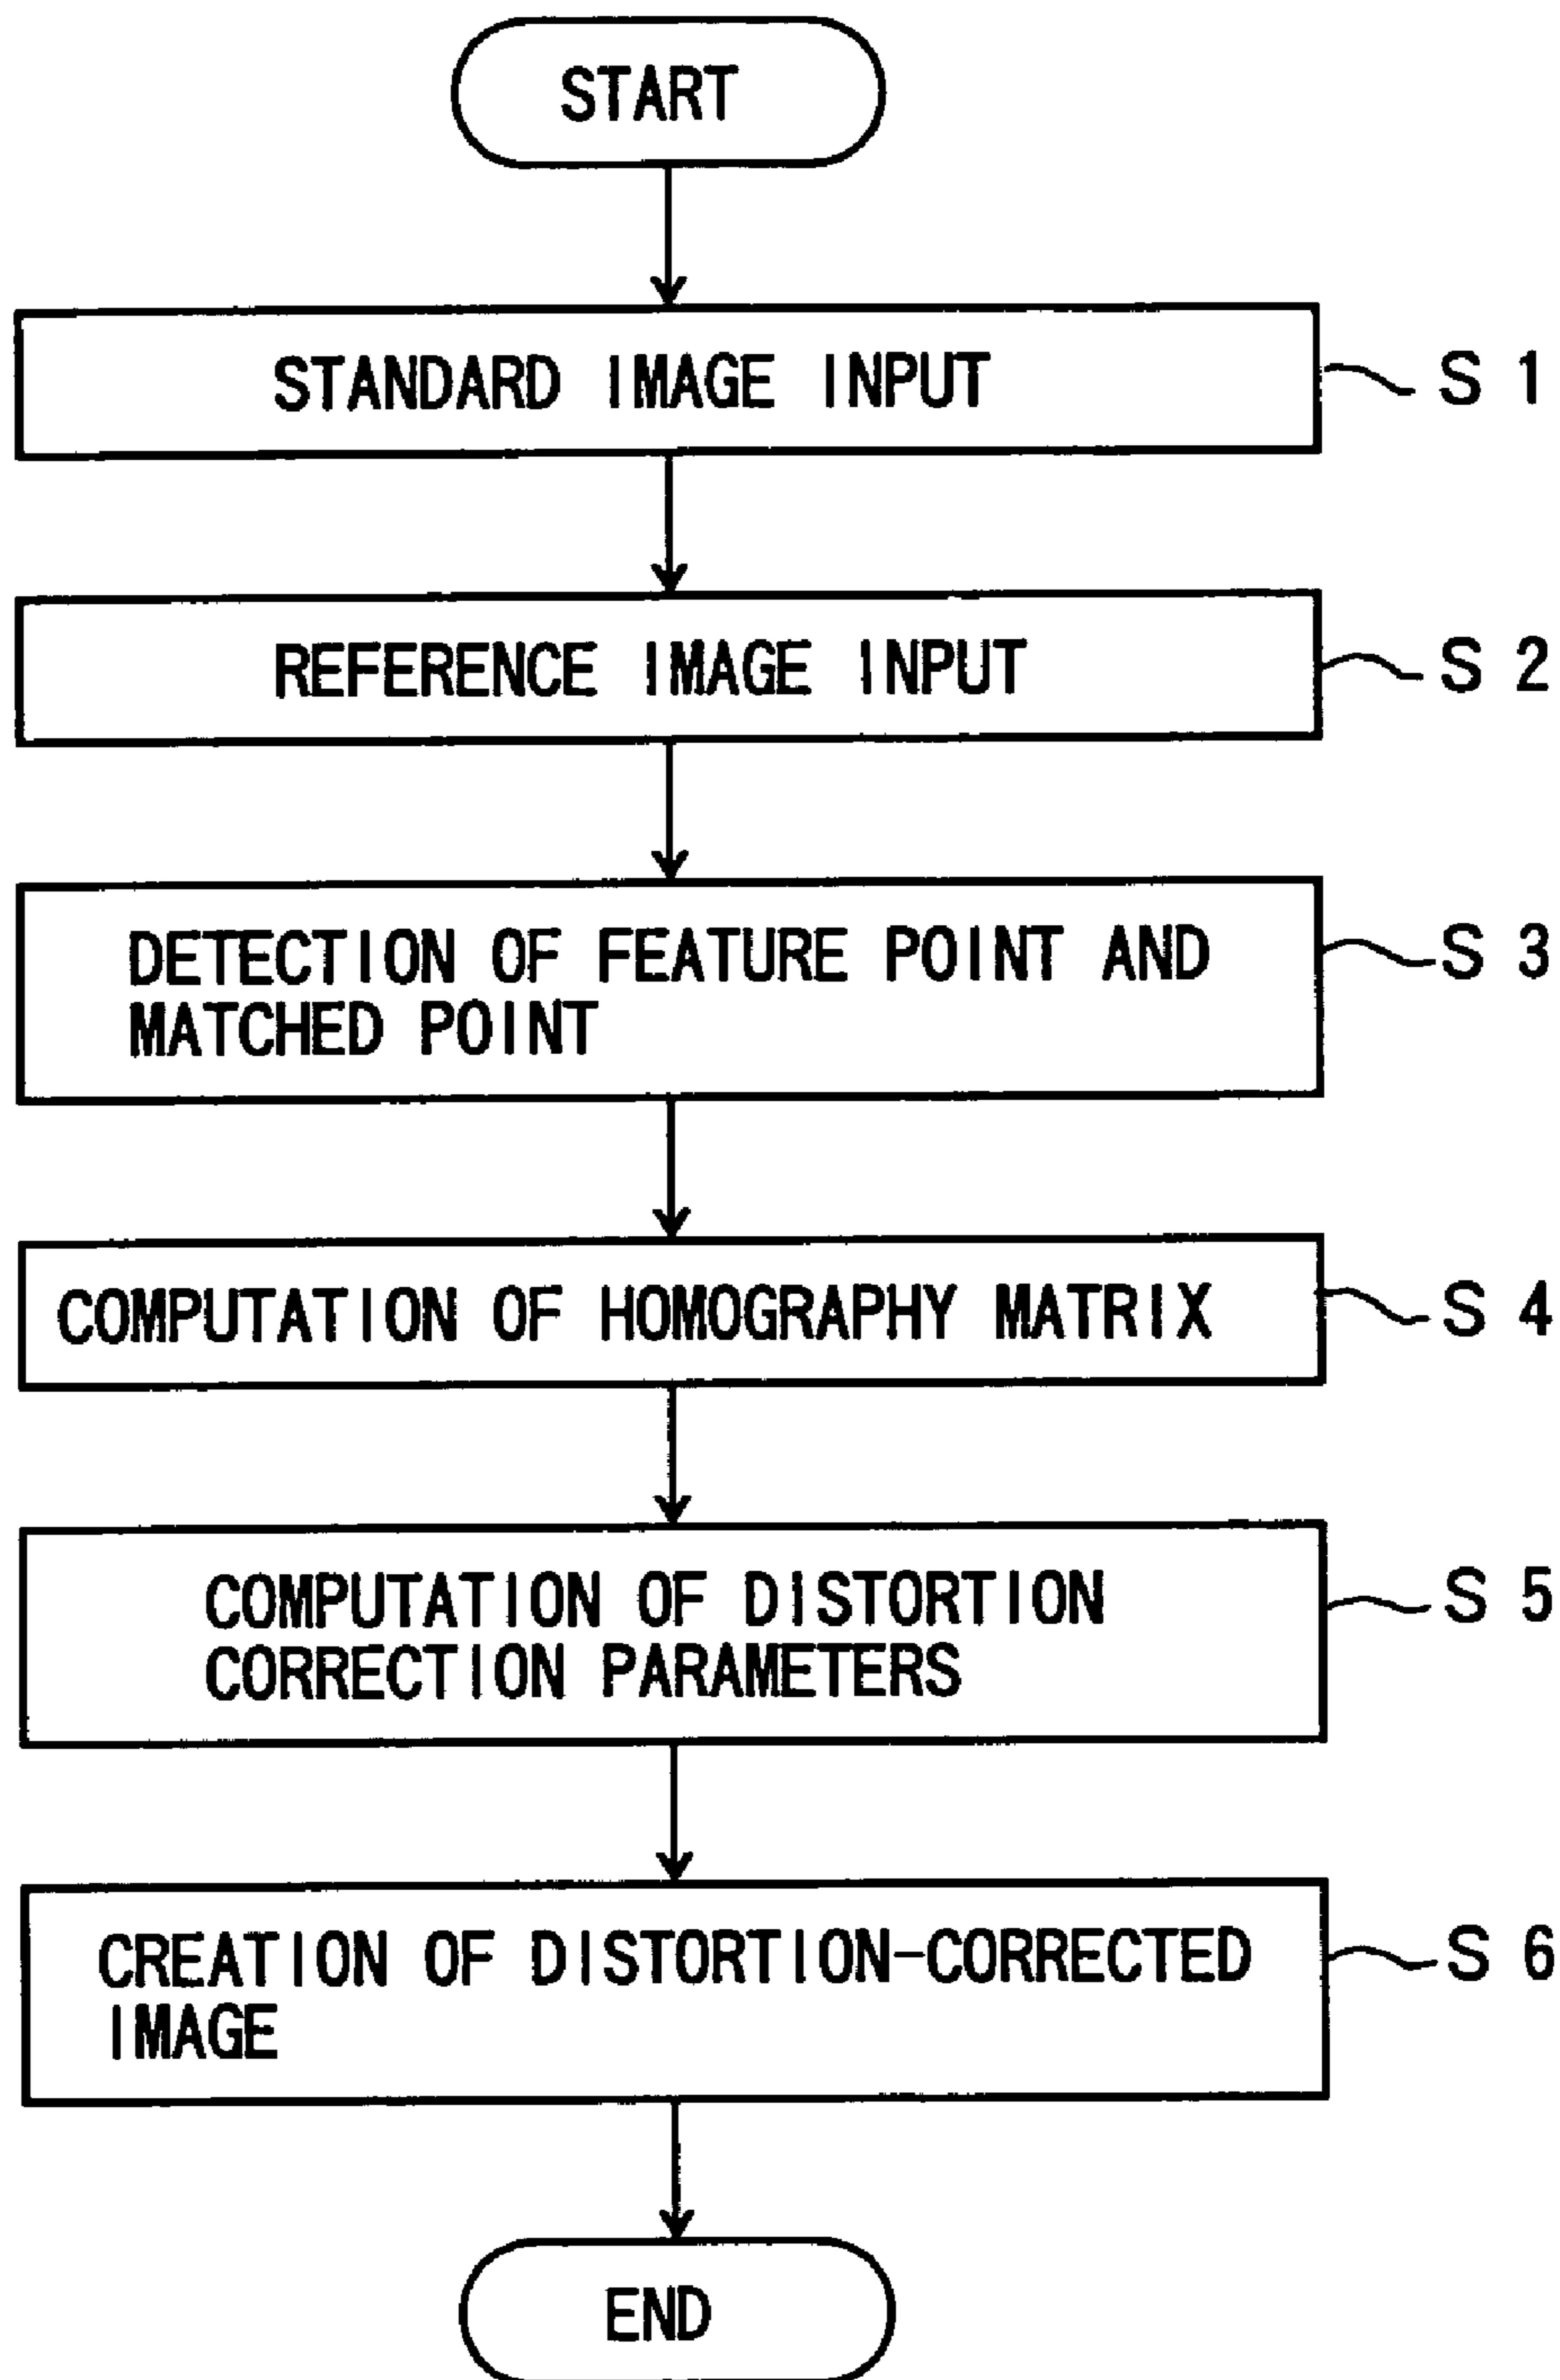 START
STANDARD IMAGE INPUT
S 1
REFERENCE IMAGE INPUT
S 2
DETECTION OF FEATURE POINT AND
MATCHED POINT
S 3
COMPUTATION OF HOMOGRAPHY MATRIX
S 4
COMPUTATION OF DISTORTION
CORRECTION PARAMETERS
S 5
CREATION OF DISTORTION-CORRECTED
IMAGE
S 6
END